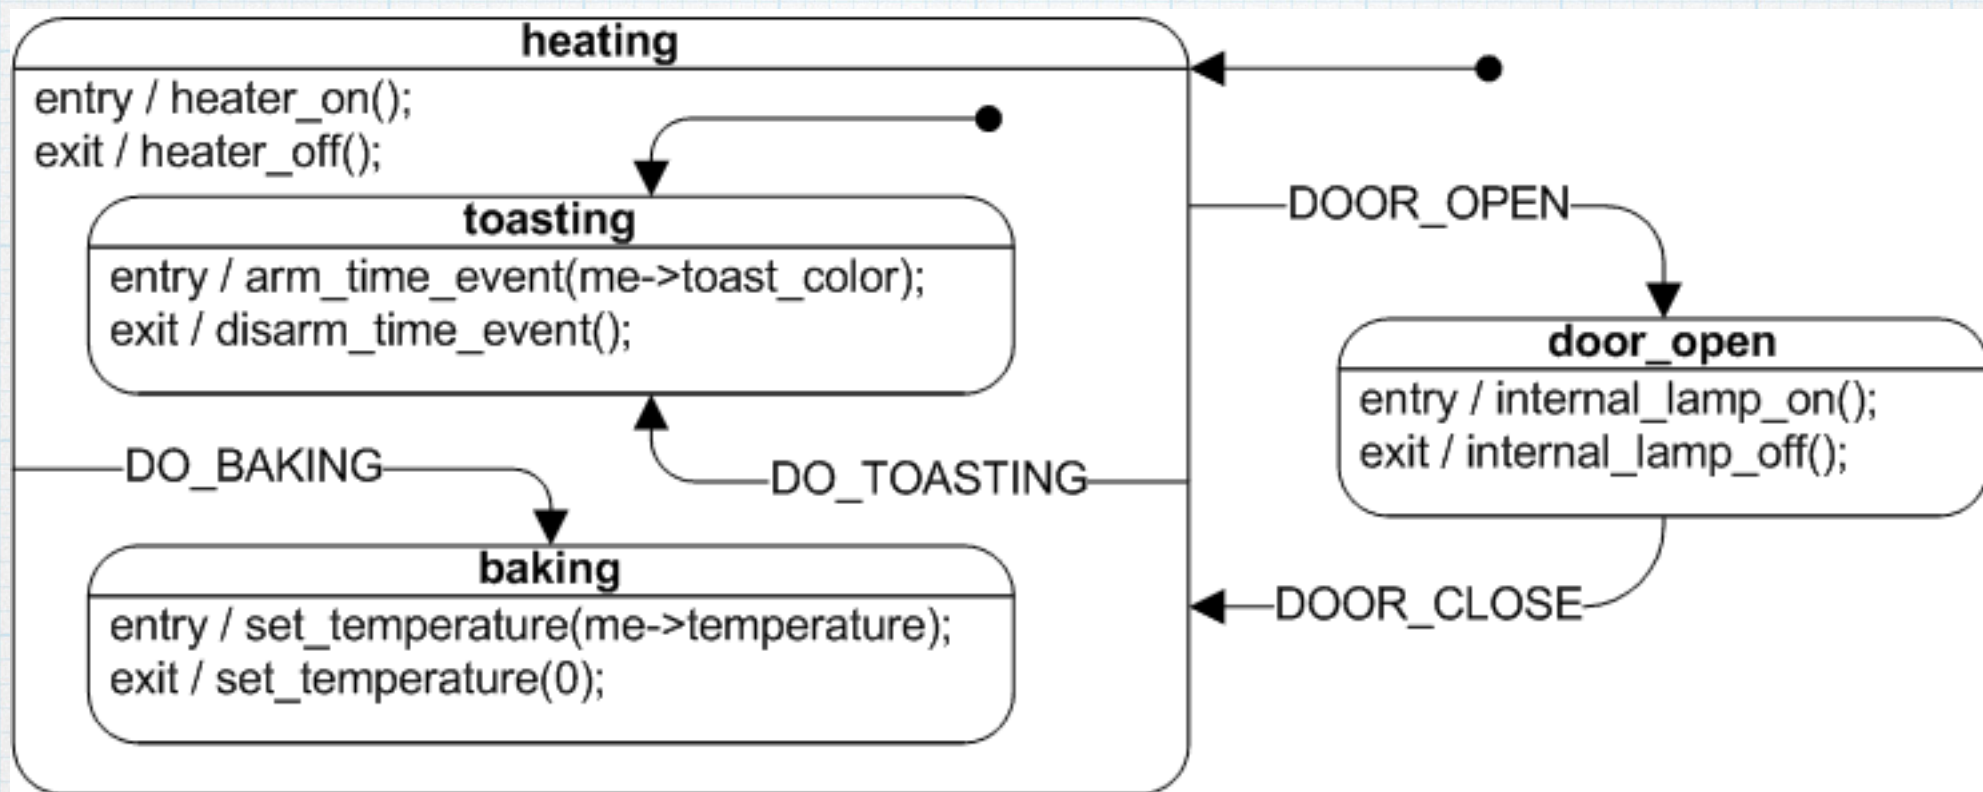 heating
entry / heater_on();
exit / heater_off();
toasting
entry / arm_time_event(me->toast_color);
exit / disarm_time_event();
DO_BAKING
DO_TOASTING
baking
entry / set_temperature(me->temperature);
exit / set_temperature(0);
DOOR_OPEN
door_open
entry / internal_lamp_on();
exit / internal_lamp_off();
DOOR_CLOSE